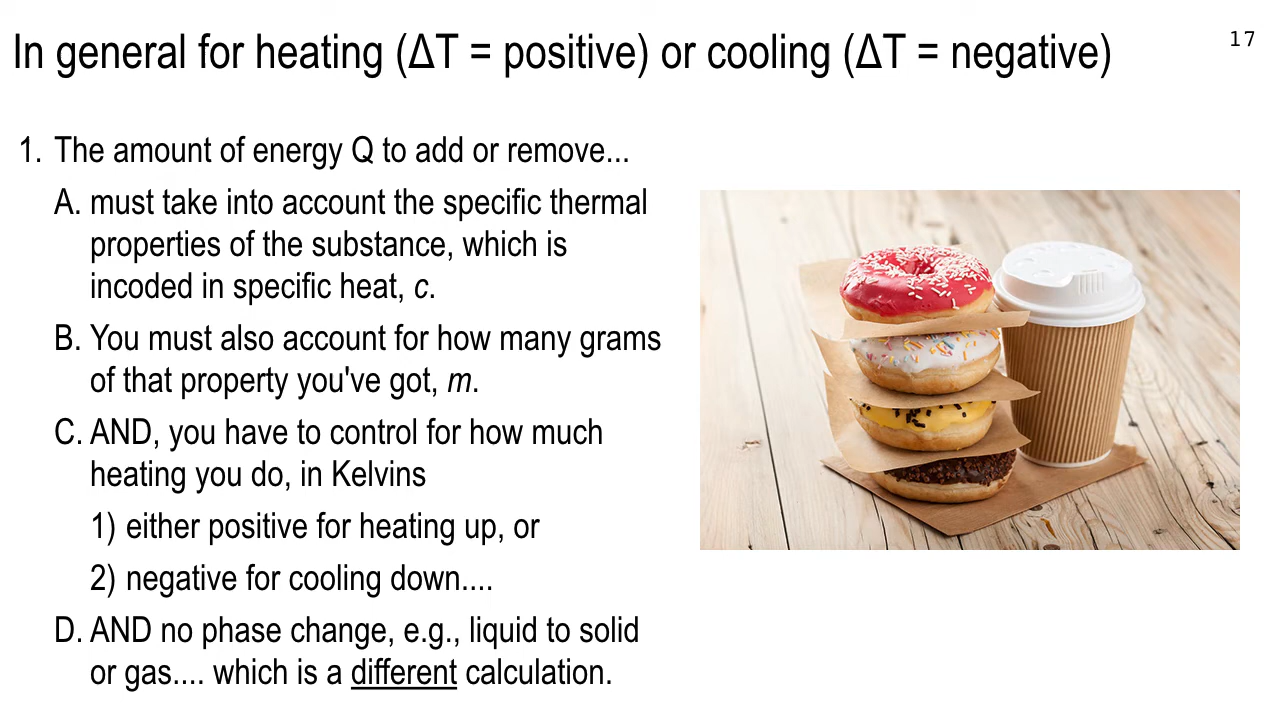 In general for heating (ΔT = positive) or cooling (ΔT = negative)
17
1. The amount of energy Q to add or remove...
A. must take into account the specific thermal
properties of the substance, which is
incoded in specific heat, c.
B. You must also account for how many grams
of that property you've got, m.
C. AND, you have to control for how much
heating you do, in Kelvins
1) either positive for heating up, or
2) negative for cooling down....
D. AND no phase change, e.g., liquid to solid
or gas.... which is a different calculation.